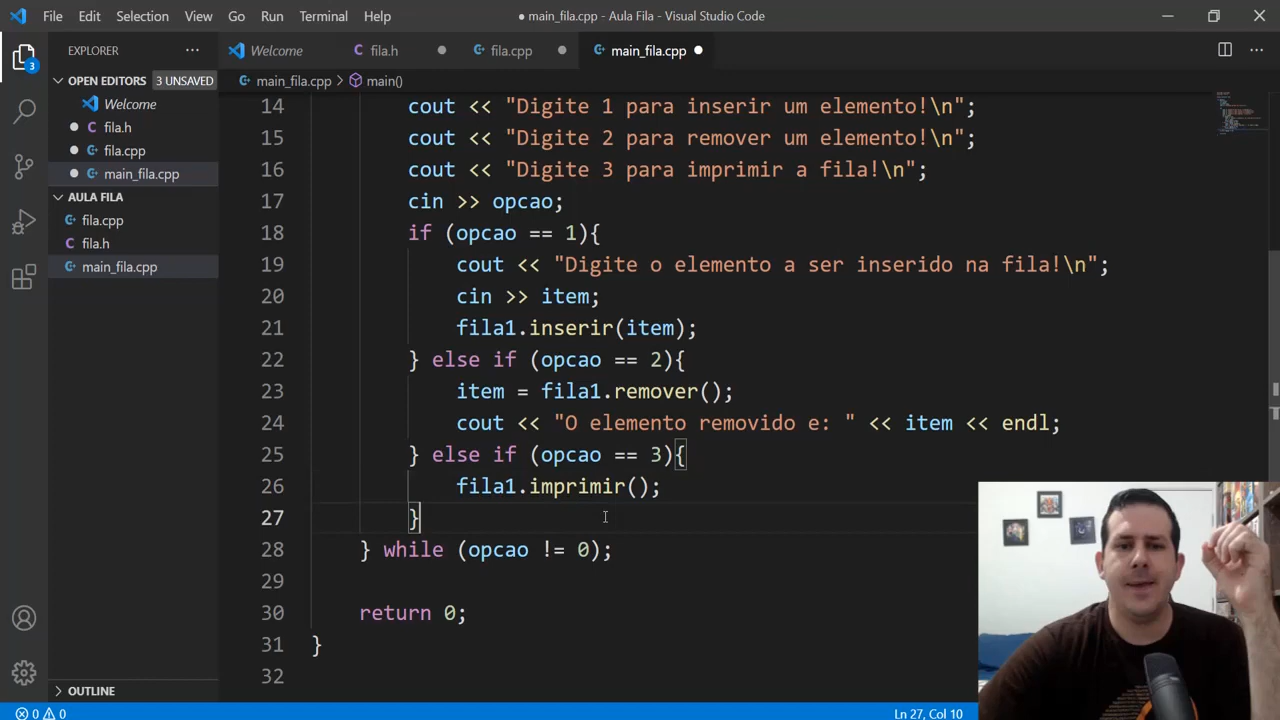 File Edit Selection View Go Run Terminal Help
● main_fila.cpp - Aula Fila - Visual Studio Code
EXPLORER
Welcome
fila.h
fila.cpp
main_fila.cpp
OPEN EDITORS 3 UNSAVED
Welcome
fila.h
fila.cpp
main_fila.cpp
AULA FILA
fila.cpp
fila.h
main_fila.cpp
OUTLINE
3
main_fila.cpp > main()
14 cout << "Digite 1 para inserir um elemento!\n";
15 cout << "Digite 2 para remover um elemento!\n";
16 cout << "Digite 3 para imprimir a fila!\n";
17 cin >> opcao;
18 if (opcao == 1){
19 cout << "Digite o elemento a ser inserido na fila!\n";
20 cin >> item;
21 fila1.inserir(item);
22 } else if (opcao == 2){
23 item = fila1.remover();
24 cout << "O elemento removido e: " << item << endl;
25 } else if (opcao == 3){
26 fila1.imprimir();
27 }
28 } while (opcao != 0);
29
30 return 0;
31 }
32
0 0
Ln 27, Col 10